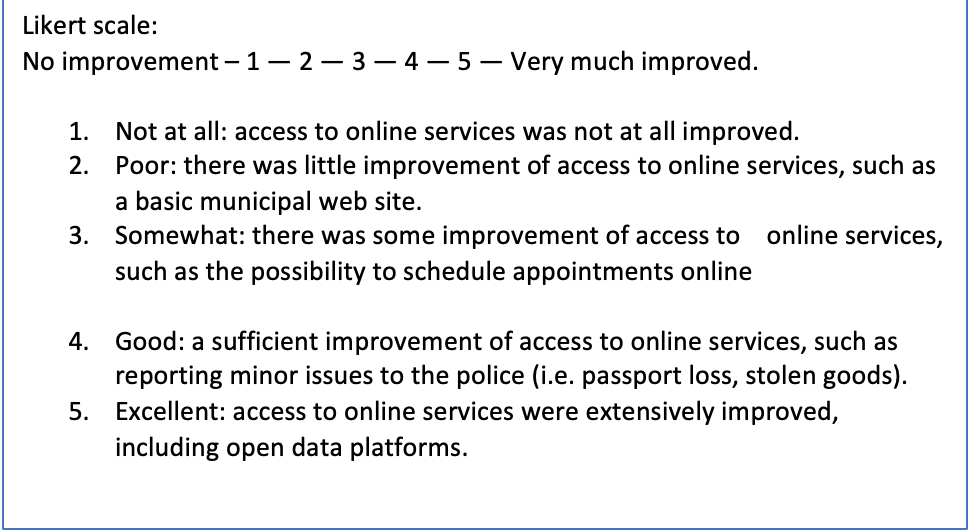 Likert scale:
No improvement – 1 — 2 — 3 — 4 — 5 — Very much improved.
1. Not at all: access to online services was not at all improved.
2. Poor: there was little improvement of access to online services, such as
a basic municipal web site.
3. Somewhat: there was some improvement of access to online services,
such as the possibility to schedule appointments online
4. Good: a sufficient improvement of access to online services, such as
reporting minor issues to the police (i.e. passport loss, stolen goods).
5. Excellent: access to online services were extensively improved,
including open data platforms.